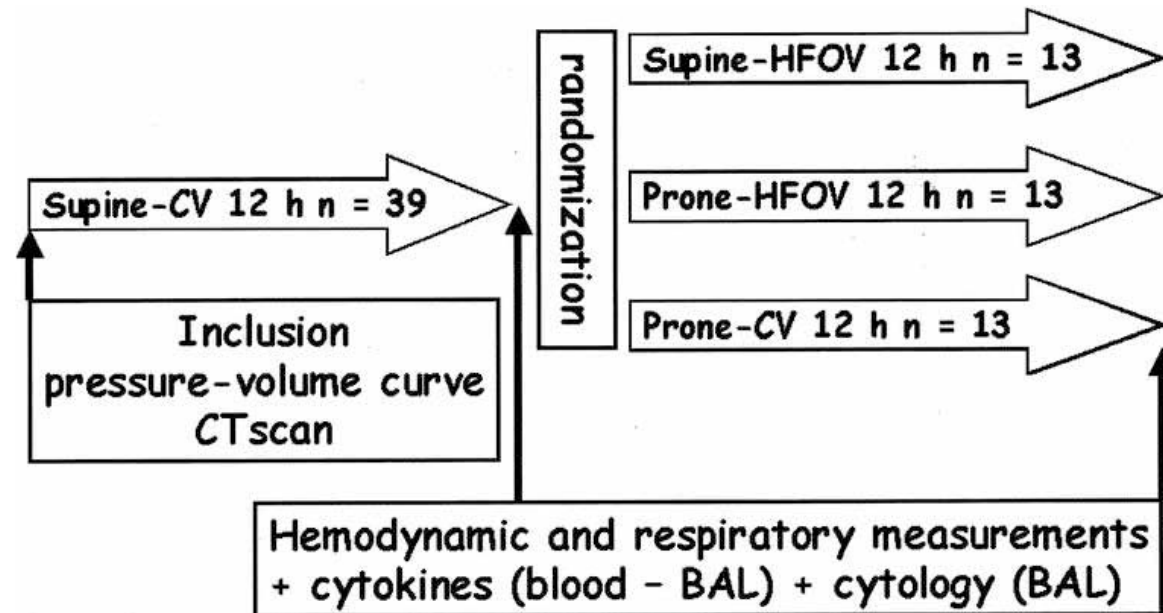 Supine-CV 12 h n = 39
Inclusion
pressure-volume curve
CTscan
randomization
Supine-HFOV 12 h n = 13
Prone-HFOV 12 h n = 13
Prone-CV 12 h n = 13
Hemodynamic and respiratory measurements
+ cytokines (blood - BAL) + cytology (BAL)